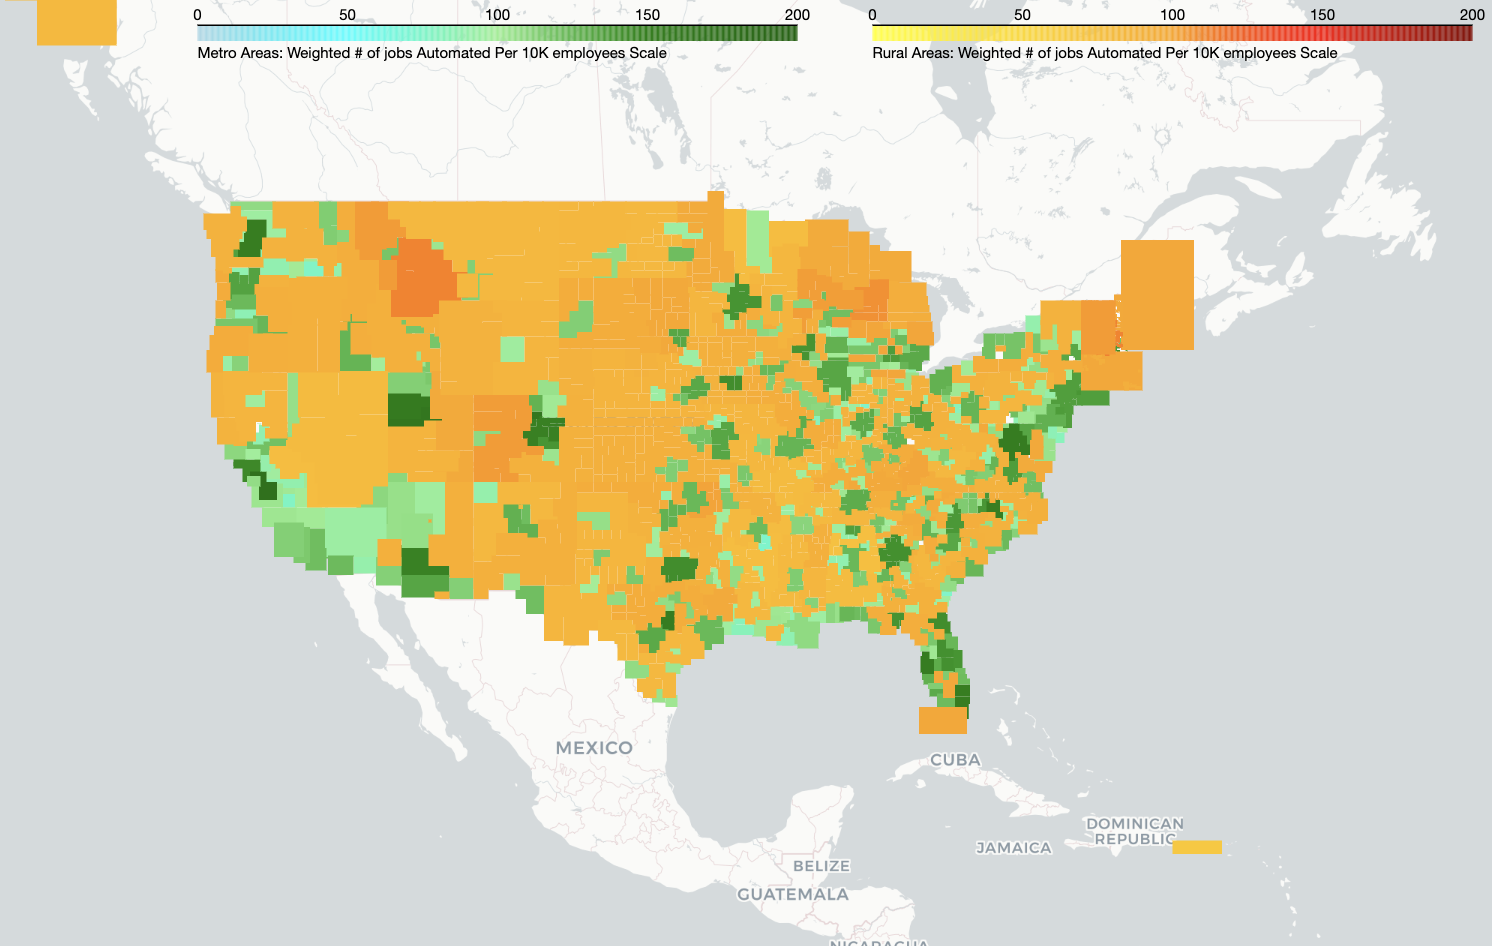 0 50 100 150 200
Metro Areas: Weighted # of jobs Automated Per 10K employees Scale
0 50 100 150 200
Rural Areas: Weighted # of jobs Automated Per 10K employees Scale
MEXICO
CUBA
DOMINICAN
REPUBLIC
JAMAICA
BELIZE
GUATEMALA
NICARAGUA